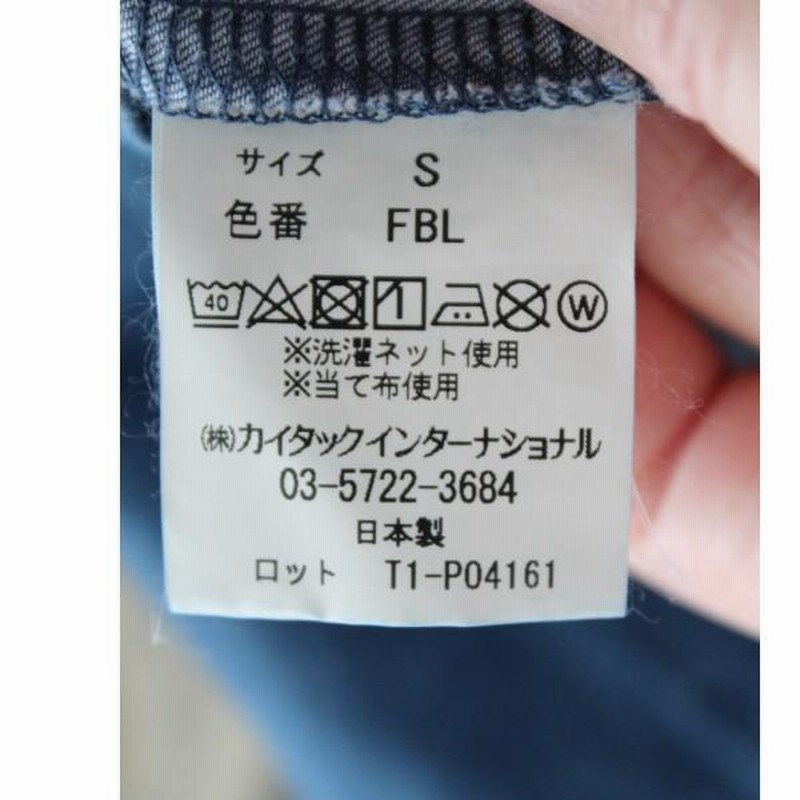 サイズ S
色番 FBL
40 W
※洗濯ネット使用
※当て布使用
㈱カイタックインターナショナル
03-5722-3684
日本製
ロット T1-P04161